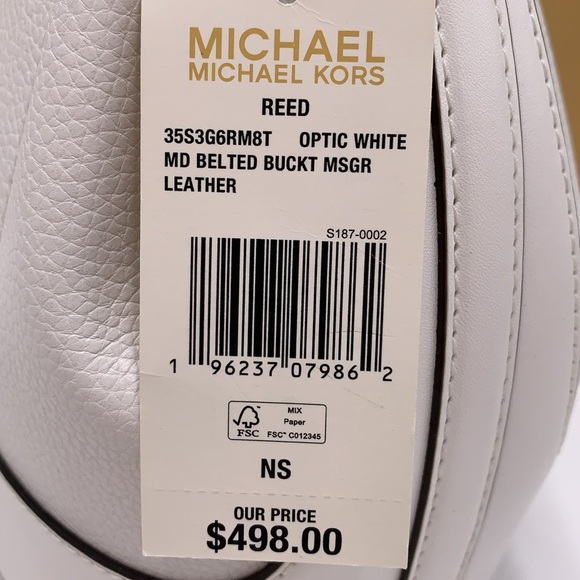 MICHAEL
MICHAEL KORS
REED
35S3G6RM8T OPTIC WHITE
MD BELTED BUCKT MSGR
LEATHER
S187-0002
1 96237 07986 2
MIX
Paper
FSC FSC™ C012345
NS
OUR PRICE
$498.00